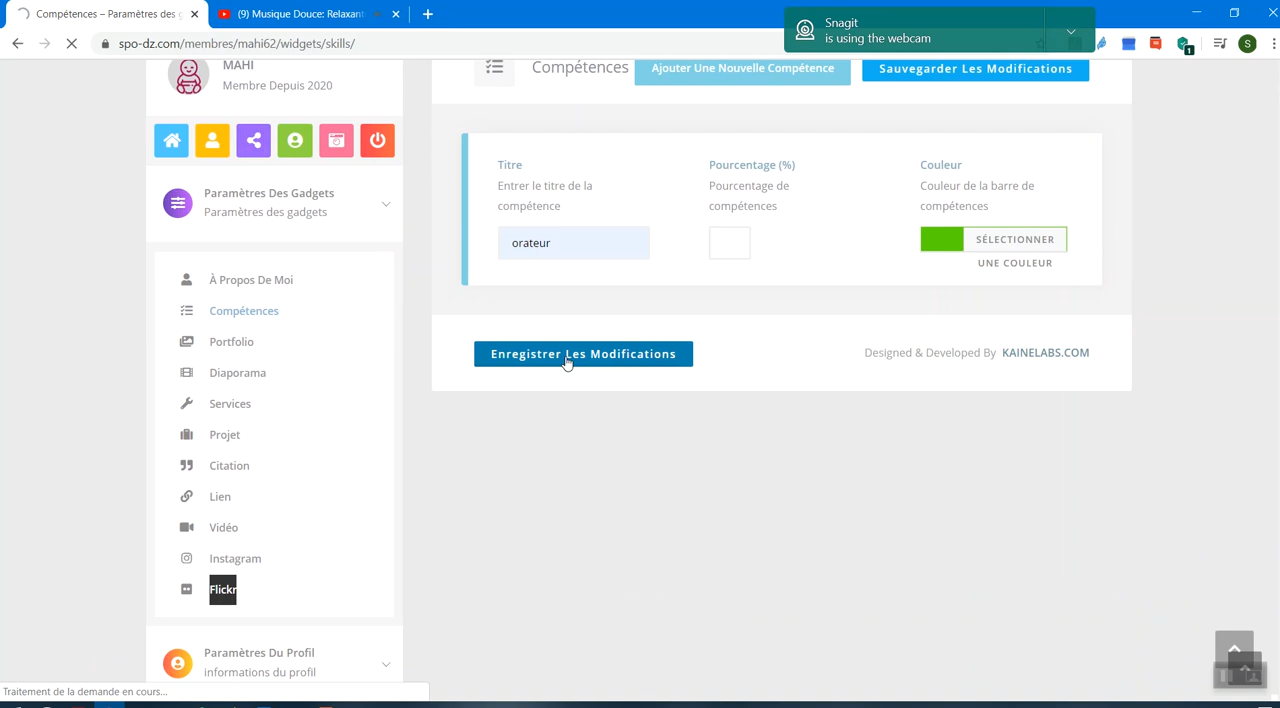 Compétences – Paramètres des g
(9) Musique Douce: Relaxant
Snagit
is using the webcam
spo-dz.com/membres/mahi62/widgets/skills/
1
S
MAHI
Membre Depuis 2020
Compétences
Ajouter Une Nouvelle Compétence
Sauvegarder Les Modifications
Paramètres Des Gadgets
Paramètres des gadgets
Titre
Entrer le titre de la
compétence
orateur
Pourcentage (%)
Pourcentage de
compétences
Couleur
Couleur de la barre de
compétences
SÉLECTIONNER
UNE COULEUR
À Propos De Moi
Compétences
Portfolio
Diaporama
Services
Projet
Citation
Lien
Vidéo
Instagram
Flickr
Enregistrer Les Modifications
Designed & Developed By KAINELABS.COM
Paramètres Du Profil
informations du profil
Traitement de la demande en cours...